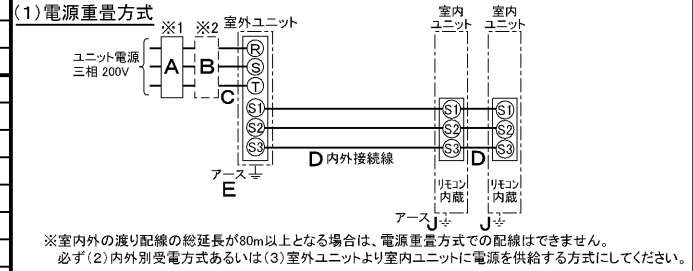 (1)電源重畳方式
※1 ※2 室外ユニット 室内ユニット 室内ユニット
ユニット電源
三相 200V
A B C
R
S
T
S1 S1 S1
S2 S2 S2
S3 S3 S3
D 内外接続線 D
アース
E
リモコン内蔵 リモコン内蔵
アース J J
※室内外の渡り配線の総延長が80m以上となる場合は、電源重畳方式での配線はできません。
必ず(2)内外別受電方式あるいは(3)室外ユニットより室内ユニットに電源を供給する方式にしてください。